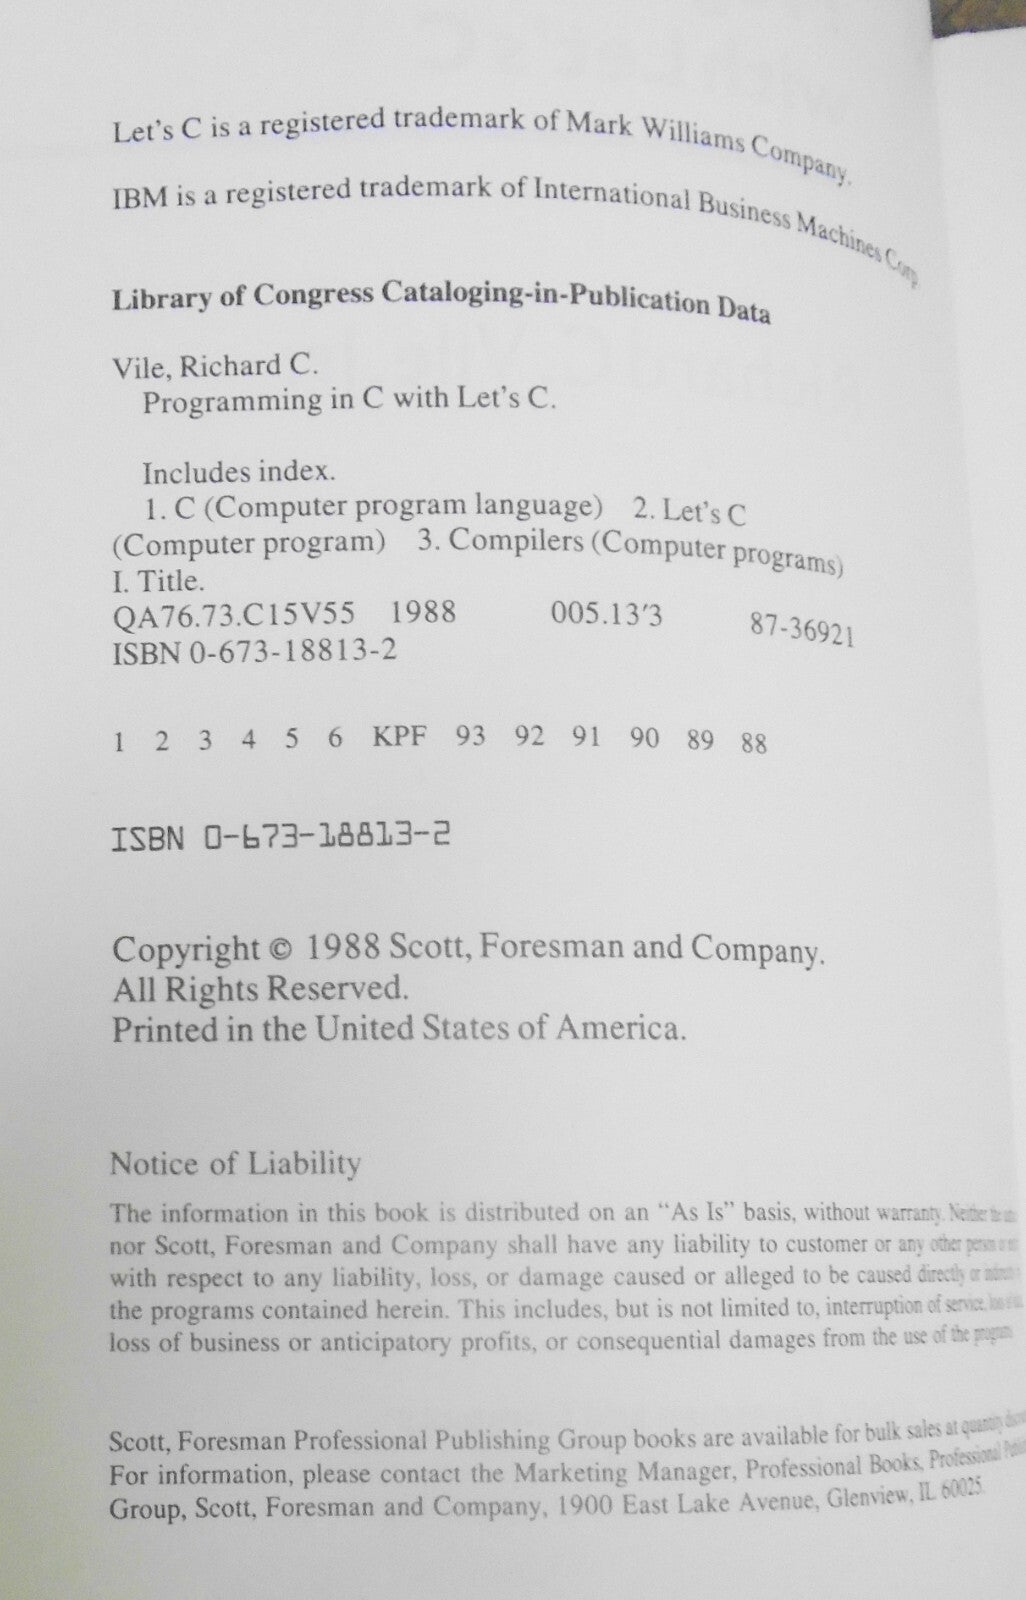 Let's C is a registered trademark of Mark Williams Company.
IBM is a registered trademark of International Business Machines Corp
Library of Congress Cataloging-in-Publication Data
Vile, Richard C.
Programming in C with Let's C.
Includes index.
1. C (Computer program language) 2. Let's C
(Computer program) 3. Compilers (Computer programs)
I. Title.
QA76.73.C15V55 1988 005.13'3 87-36921
ISBN 0-673-18813-2
1 2 3 4 5 6 KPF 93 92 91 90 89 88
ISBN 0-673-18813-2
Copyright © 1988 Scott, Foresman and Company.
All Rights Reserved.
Printed in the United States of America.
Notice of Liability
The information in this book is distributed on an “As Is” basis, without warranty. Neither the
nor Scott, Foresman and Company shall have any liability to customer or any other person
with respect to any liability, loss, or damage caused or alleged to be caused directly or
the programs contained herein. This includes, but is not limited to, interruption of service,
loss of business or anticipatory profits, or consequential damages from the use of the
Scott, Foresman Professional Publishing Group books are available for bulk sales at quantity
For information, please contact the Marketing Manager, Professional Books, Professional
Group, Scott, Foresman and Company, 1900 East Lake Avenue, Glenview, IL 60025.